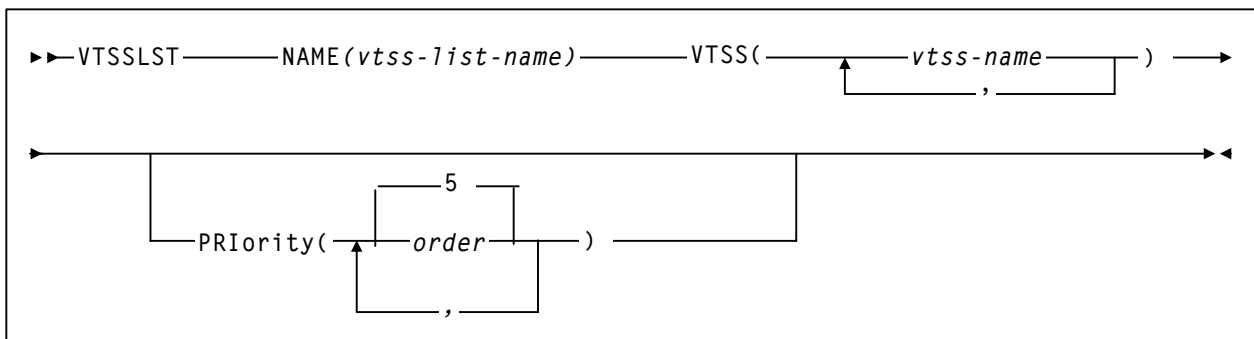 VTSSLST NAME(vtss-list-name) VTSS( vtss-name )
,
5
PRIority( order )
,